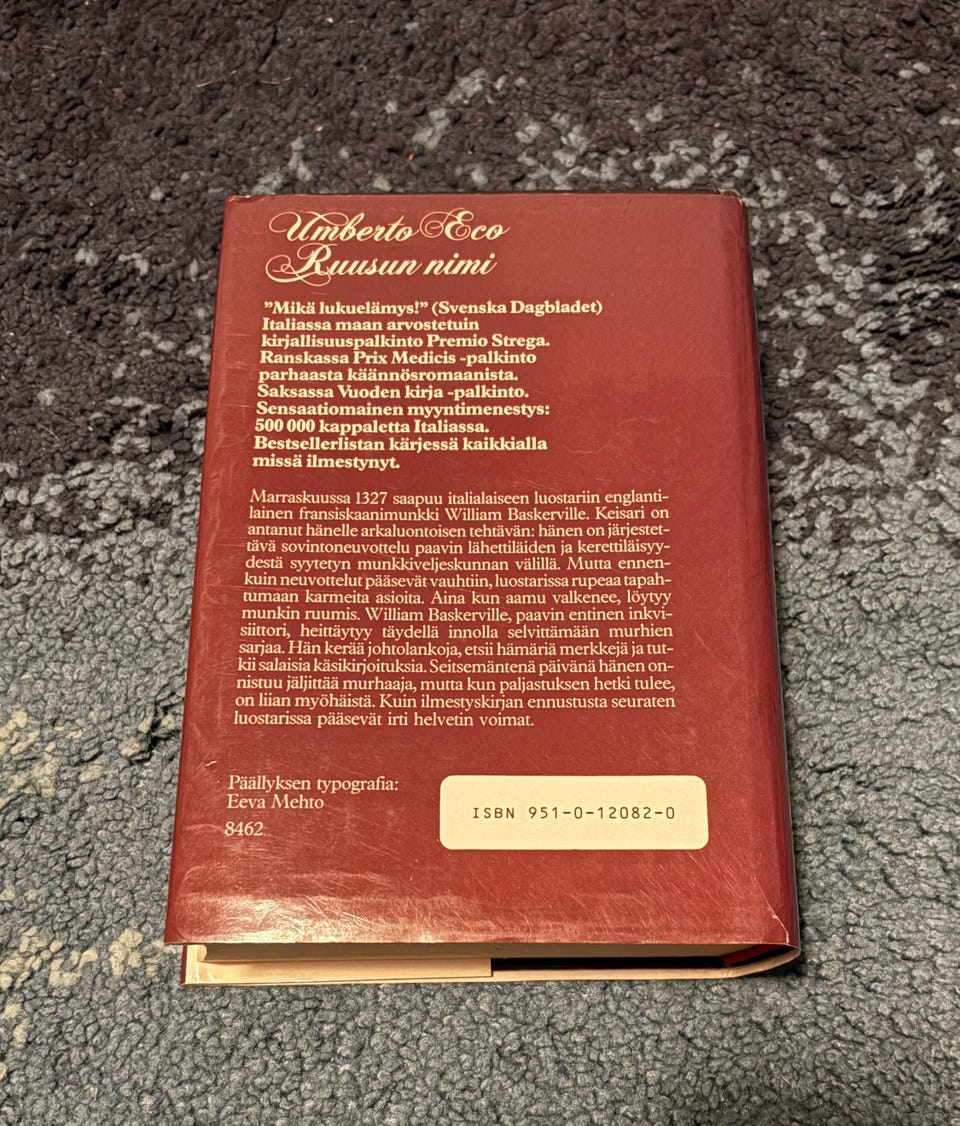 Umberto Eco
Ruusun nimi
”Mikä lukuelämys!” (Svenska Dagbladet)
Italiassa maan arvostetuin
kirjallisuuspalkinto Premio Strega.
Ranskassa Prix Medicis -palkinto
parhaasta käännösromaanista.
Saksassa Vuoden kirja -palkinto.
Sensaatiomainen myyntimenestys:
500 000 kappaletta Italiassa.
Bestsellerlistan kärjessä kaikkialla
missä ilmestynyt.
Marraskuussa 1327 saapuu italialaiseen luostariin englanti-
lainen fransiskaanimunkki William Baskerville. Keisari on
antanut hänelle arkaluontoisen tehtävän: hänen on järjestet-
tävä sovintoneuvottelu paavin lähettiläiden ja kerettiläisyy-
destä syytetyn munkkiveljeskunnan välillä. Mutta ennen-
kuin neuvottelut pääsevät vauhtiin, luostarissa rupeaa tapah-
tumaan karmeita asioita. Aina kun aamu valkenee, löytyy
munkin ruumis. William Baskerville, paavin entinen inkvi-
siittori, heittäytyy täydellä innolla selvittämään murhien
sarjaa. Hän kerää johtolankoja, etsii hämäriä merkkejä ja tut-
kii salaisia käsikirjoituksia. Seitsemäntenä päivänä hänen on-
nistuu jäljittää murhaaja, mutta kun paljastuksen hetki tulee,
on liian myöhäistä. Kuin ilmestyskirjan ennustusta seuraten
luostarissa pääsevät irti helvetin voimat.
Päällyksen typografia:
Eeva Mehto
8462
ISBN 951-0-12082-0